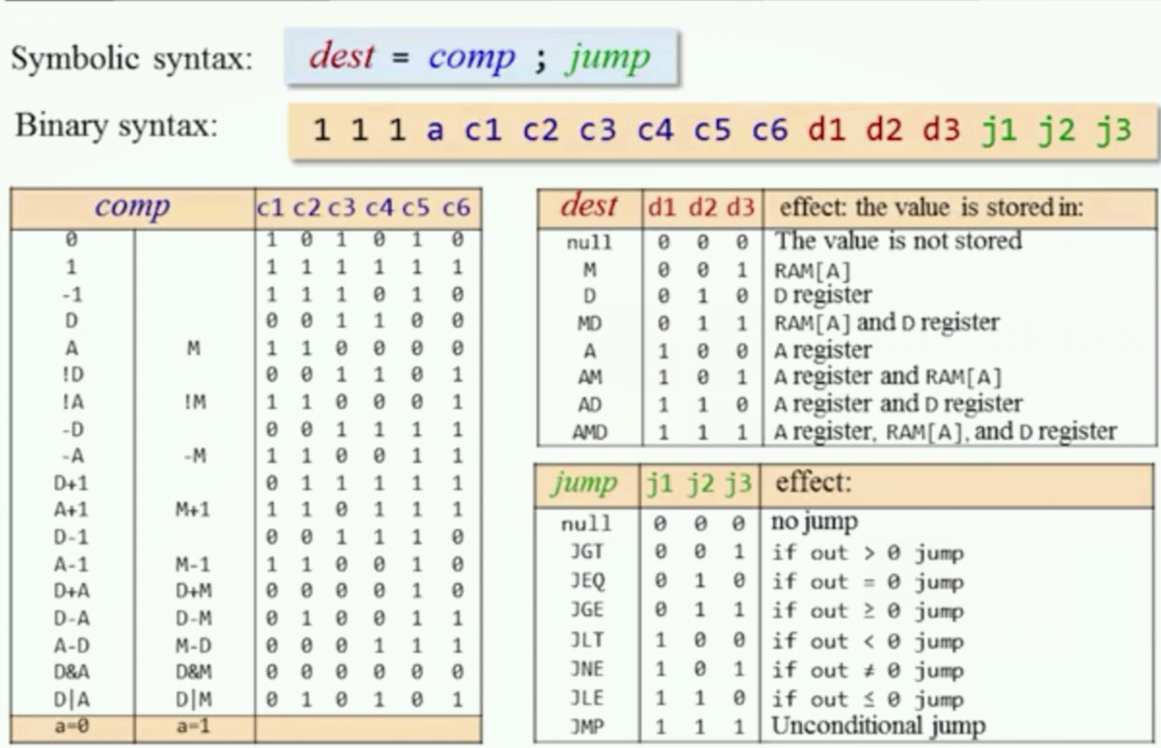 Symbolic syntax: dest = comp ; jump
Binary syntax: 1 1 1 a c1 c2 c3 c4 c5 c6 d1 d2 d3 j1 j2 j3
comp c1 c2 c3 c4 c5 c6
0 1 0 1 0 1 0
1 1 1 1 1 1 1
-1 1 1 1 0 1 0
D 0 0 1 1 0 0
A M 1 1 0 0 0 0
!D 0 0 1 1 0 1
!A !M 1 1 0 0 0 1
-D 0 0 1 1 1 1
-A -M 1 1 0 0 1 1
D+1 0 1 1 1 1 1
A+1 M+1 1 1 0 1 1 1
D-1 0 0 1 1 1 0
A-1 M-1 1 1 0 0 1 0
D+A D+M 0 0 0 0 1 0
D-A D-M 0 1 0 0 1 1
A-D M-D 0 0 0 1 1 1
D&A D&M 0 0 0 0 0 0
D|A D|M 0 1 0 1 0 1
a=0 a=1
dest d1 d2 d3 effect: the value is stored in:
null 0 0 0 The value is not stored
M 0 0 1 RAM[A]
D 0 1 0 D register
MD 0 1 1 RAM[A] and D register
A 1 0 0 A register
AM 1 0 1 A register and RAM[A]
AD 1 1 0 A register and D register
AMD 1 1 1 A register, RAM[A], and D register
jump j1 j2 j3 effect:
null 0 0 0 no jump
JGT 0 0 1 if out > 0 jump
JEQ 0 1 0 if out = 0 jump
JGE 0 1 1 if out ≥ 0 jump
JLT 1 0 0 if out < 0 jump
JNE 1 0 1 if out ≠ 0 jump
JLE 1 1 0 if out ≤ 0 jump
JMP 1 1 1 Unconditional jump